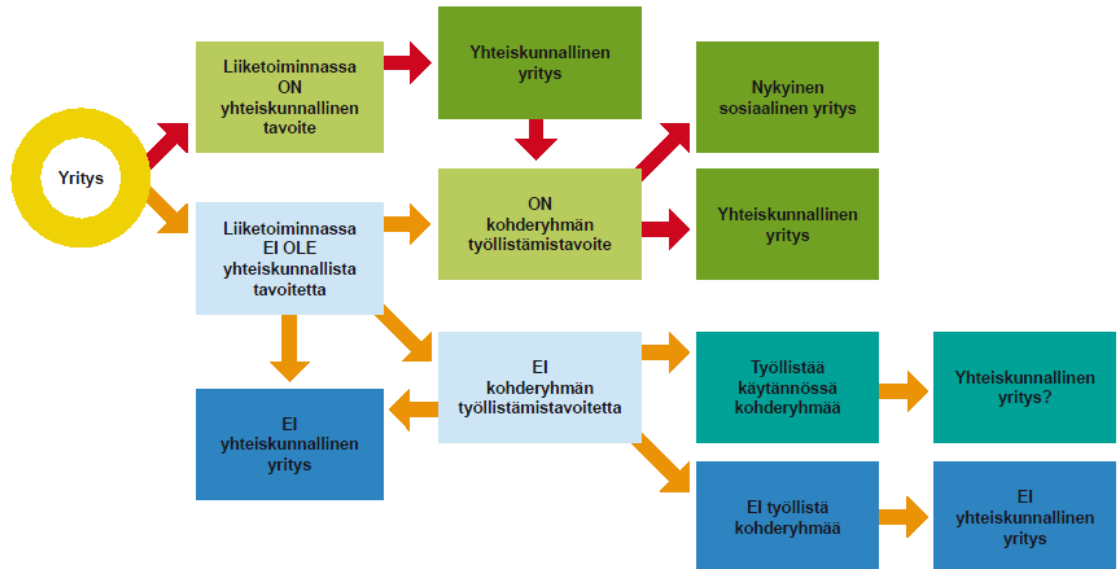 Yritys
Liiketoiminnassa
ON
yhteiskunnallinen
tavoite
Yhteiskunnallinen
yritys
Nykyinen
sosiaalinen yritys
ON
kohderyhmän
työllistämistavoite
Yhteiskunnallinen
yritys
Liiketoiminnassa
EI OLE
yhteiskunnallista
tavoitetta
EI
kohderyhmän
työllistämistavoitetta
Työllistää
käytännössä
kohderyhmää
Yhteiskunnallinen
yritys?
EI
yhteiskunnallinen
yritys
EI työllistä
kohderyhmää
EI
yhteiskunnallinen
yritys